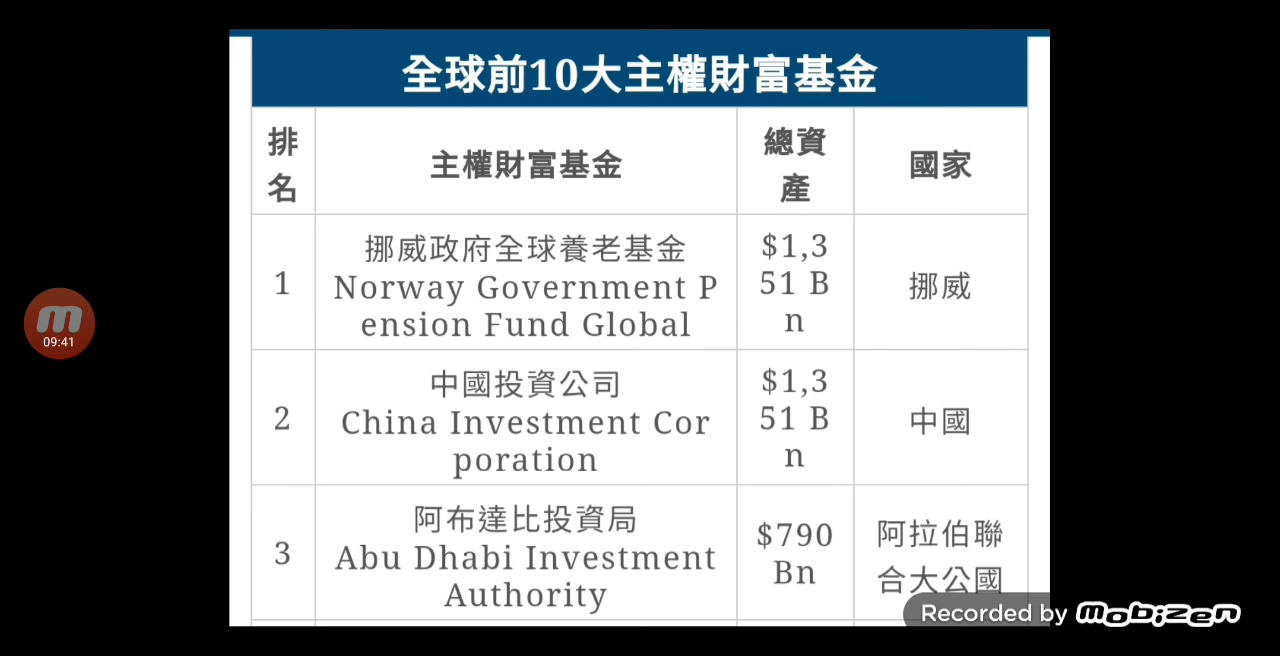 全球前10大主權財富基金
排
名
主權財富基金
總資
產
國家
1
挪威政府全球養老基金
Norway Government P
ension Fund Global
$1,3
51 B
n
挪威
2
中國投資公司
China Investment Cor
poration
$1,3
51 B
n
中國
3
阿布達比投資局
Abu Dhabi Investment
Authority
$790
Bn
阿拉伯聯
合大公國
m
09:41
Recorded by mobizen